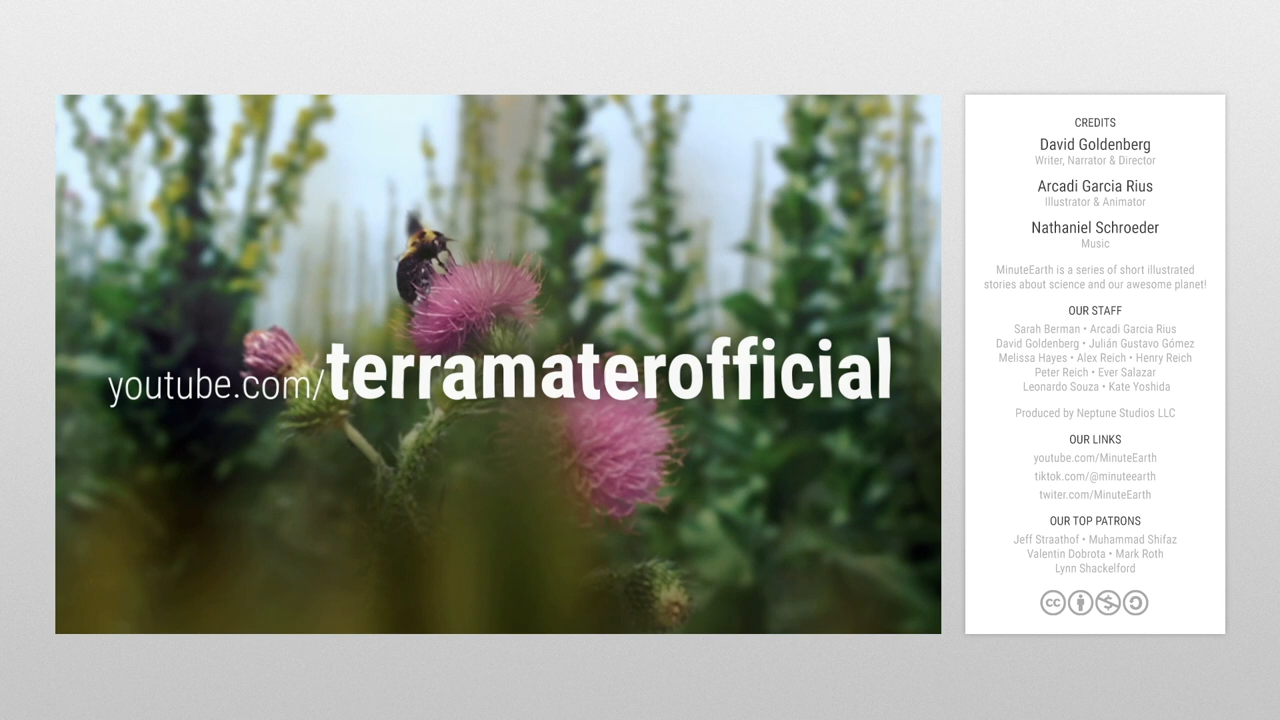 youtube.com/terramaterofficial
CREDITS
David Goldenberg
Writer, Narrator & Director
Arcadi Garcia Rius
Illustrator & Animator
Nathaniel Schroeder
Music
MinuteEarth is a series of short illustrated
stories about science and our awesome planet!
OUR STAFF
Sarah Berman • Arcadi Garcia Rius
David Goldenberg • Julián Gustavo Gómez
Melissa Hayes • Alex Reich • Henry Reich
Peter Reich • Ever Salazar
Leonardo Souza • Kate Yoshida
Produced by Neptune Studios LLC
OUR LINKS
youtube.com/MinuteEarth
tiktok.com/@minuteearth
twiter.com/MinuteEarth
OUR TOP PATRONS
Jeff Straathof • Muhammad Shifaz
Valentin Dobrota • Mark Roth
Lynn Shackelford
cc